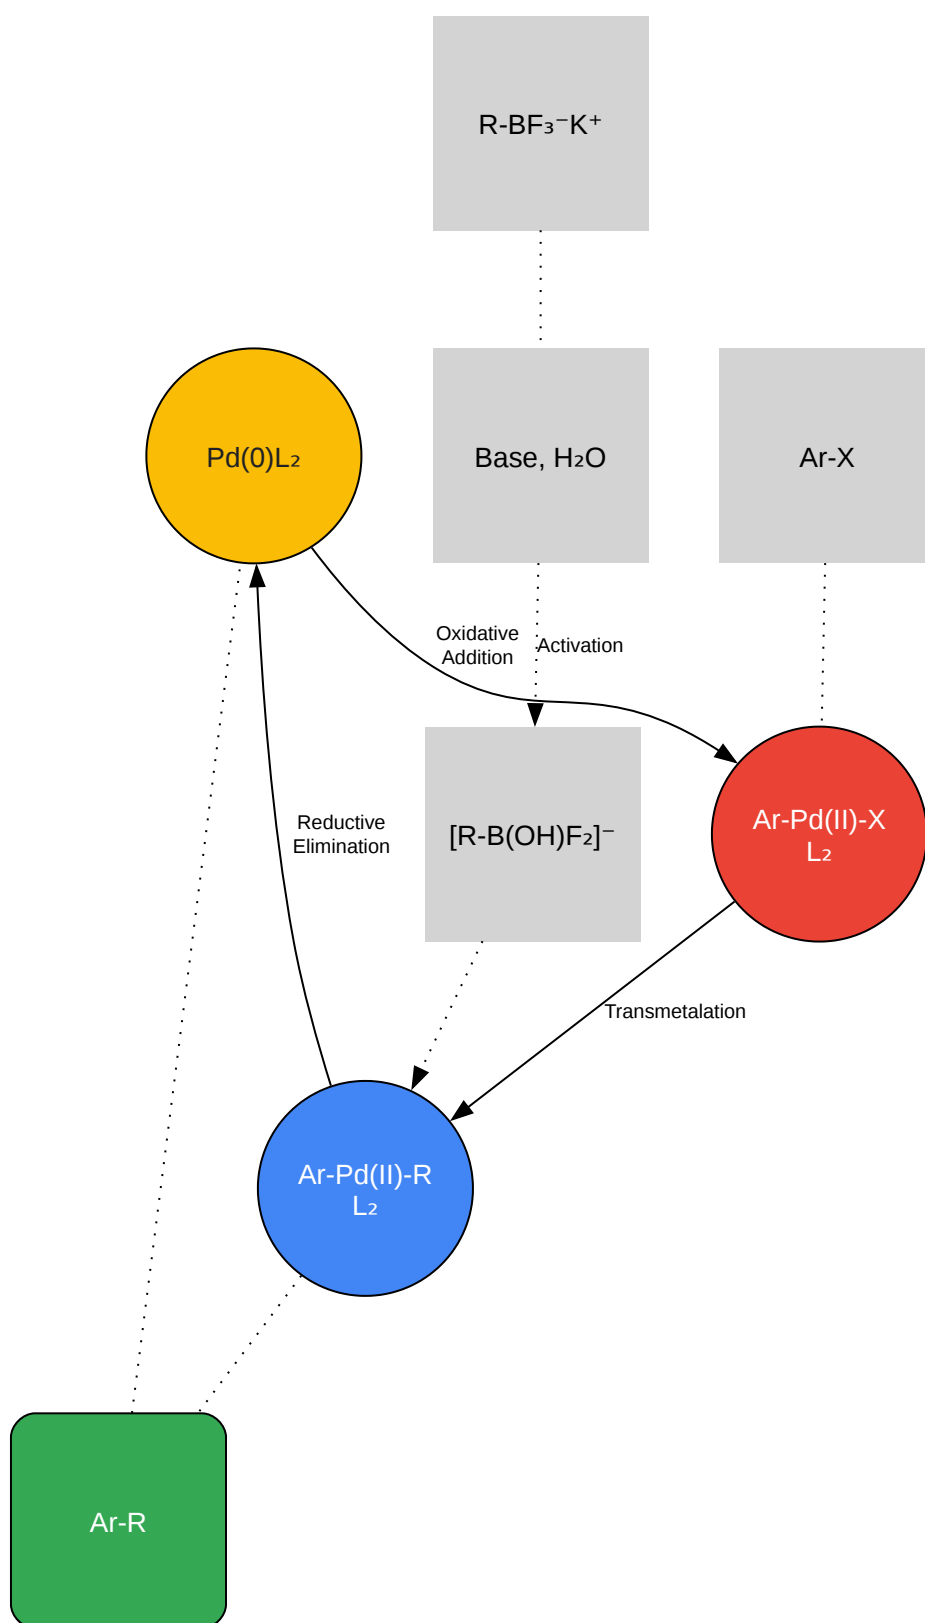 R-BF₃⁻K⁺
Pd(0)L₂
Base, H₂O
Ar-X
Oxidative
Addition
Activation
Reductive
Elimination
[R-B(OH)F₂]⁻
Ar-Pd(II)-X
L₂
Transmetalation
Ar-Pd(II)-R
L₂
Ar-R